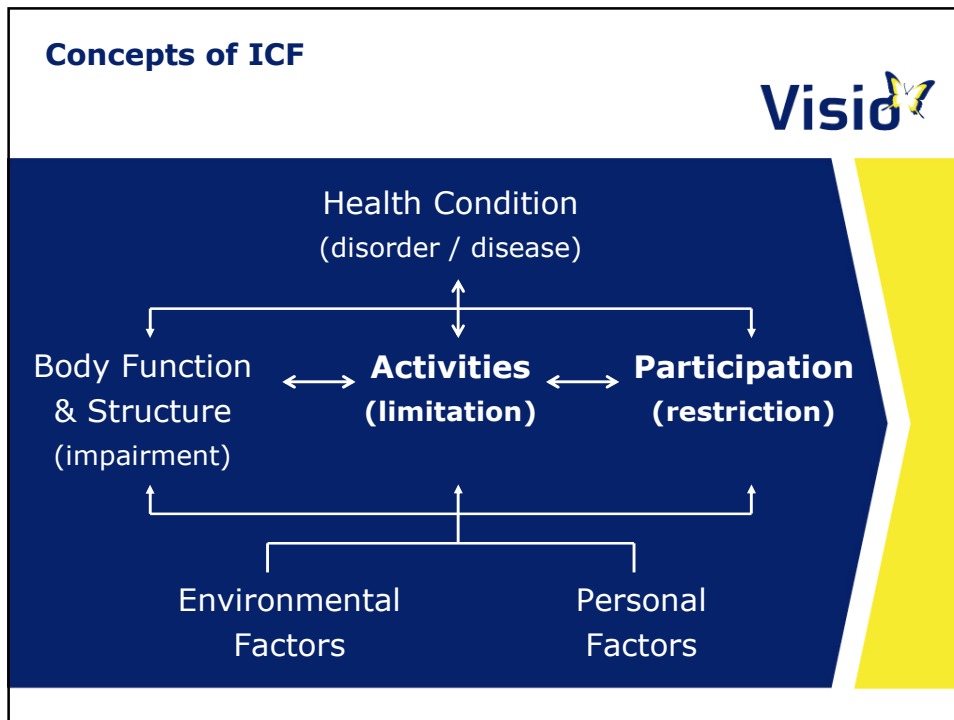 Concepts of ICF
Visio
Health Condition
(disorder / disease)
Body Function
& Structure
(impairment)
Activities
(limitation)
Participation
(restriction)
Environmental
Factors
Personal
Factors